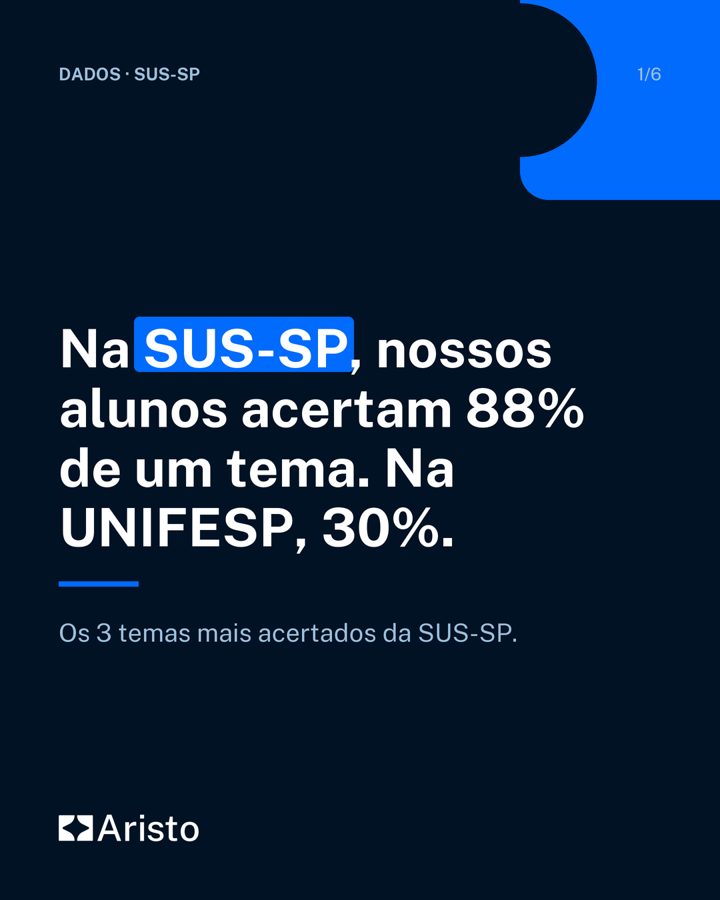 DADOS · SUS-SP
1/6
Na SUS-SP, nossos
alunos acertam 88%
de um tema. Na
UNIFESP, 30%.
Os 3 temas mais acertados da SUS-SP.
Aristo